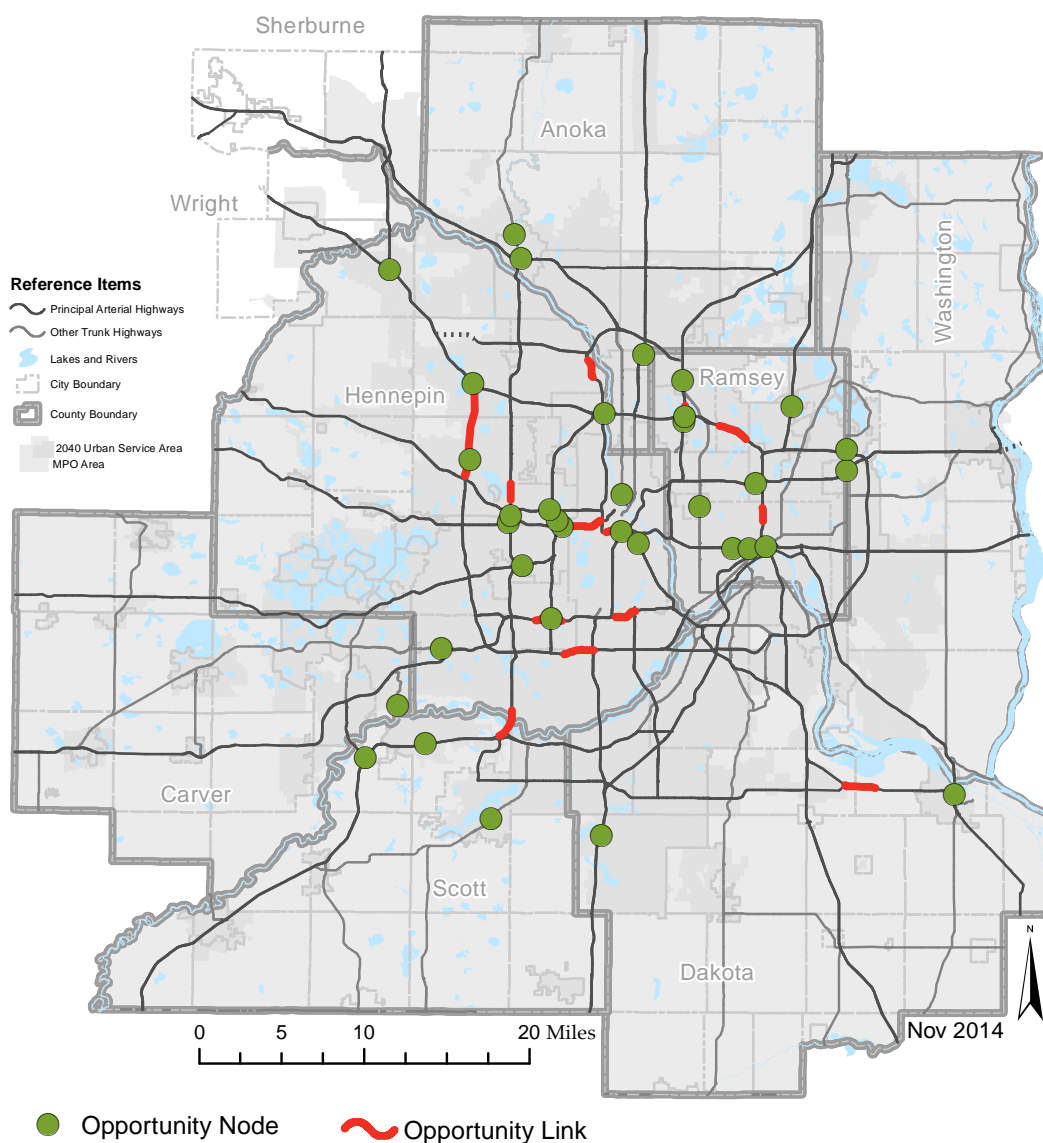 Sherburne
Anoka
Wright
Washington
Reference Items
Principal Arterial Highways
Other Trunk Highways
Lakes and Rivers
City Boundary
County Boundary
2040 Urban Service Area
MPO Area
Hennepin
Ramsey
Carver
Scott
Dakota
N
Nov 2014
0 5 10 20 Miles
Opportunity Node
Opportunity Link